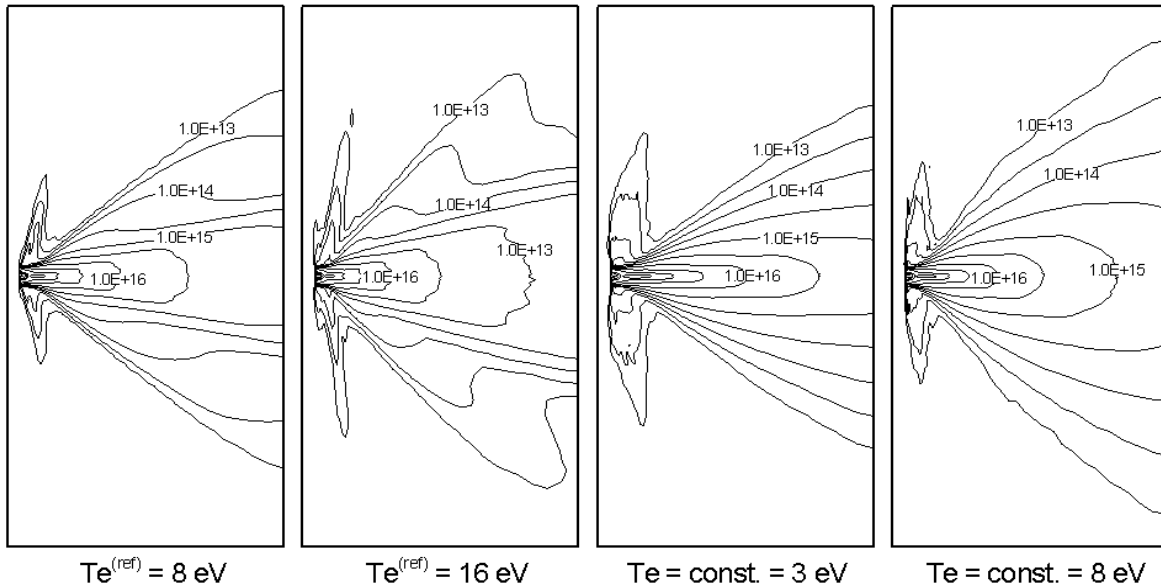 1.0E+13
1.0E+14
1.0E+15
1.0E+16
1.0E+13
1.0E+14
1.0E+13
1.0E+16
1.0E+13
1.0E+14
1.0E+15
1.0E+16
1.0E+13
1.0E+14
1.0E+15
1.0E+16
Te(ref) = 8 eV
Te(ref) = 16 eV
Te = const. = 3 eV
Te = const. = 8 eV